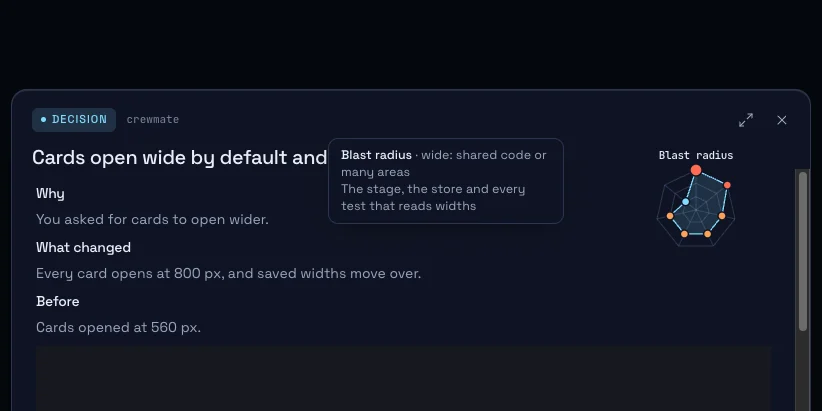 DECISION crewmate
Cards open wide by default and
Blast radius · wide: shared code or
many areas
The stage, the store and every
test that reads widths
Blast radius
Why
You asked for cards to open wider.
What changed
Every card opens at 800 px, and saved widths move over.
Before
Cards opened at 560 px.